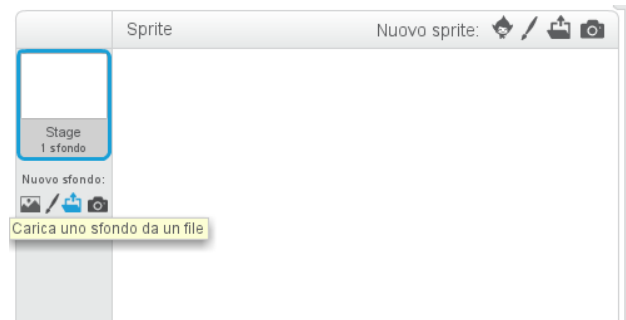 Sprite
Nuovo sprite:
Stage
1 sfondo
Nuovo sfondo:
Carica uno sfondo da un file